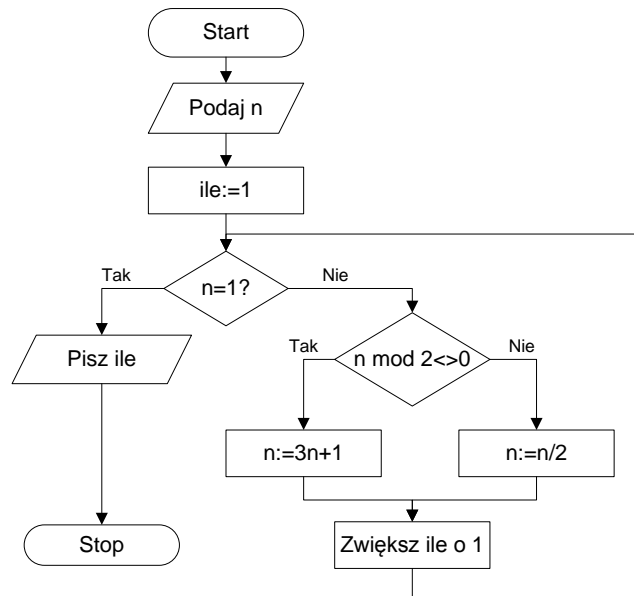 Start
Podaj n
ile:=1
n=1?
Tak
Nie
Pisz ile
n mod 2<>0
Tak
Nie
n:=3n+1
n:=n/2
Zwiększ ile o 1
Stop